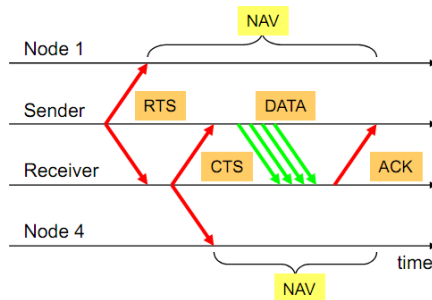 NAV
Node 1
RTS
DATA
Sender
CTS
ACK
Receiver
Node 4
time
NAV